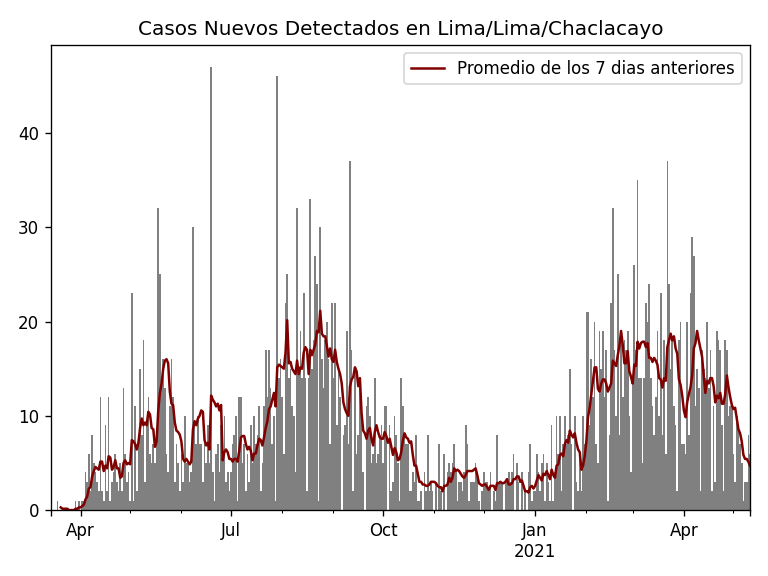 Casos Nuevos Detectados en Lima/Lima/Chaclacayo
Promedio de los 7 dias anteriores
40
30
20
10
0
Apr
Jul
Oct
Jan
2021
Apr